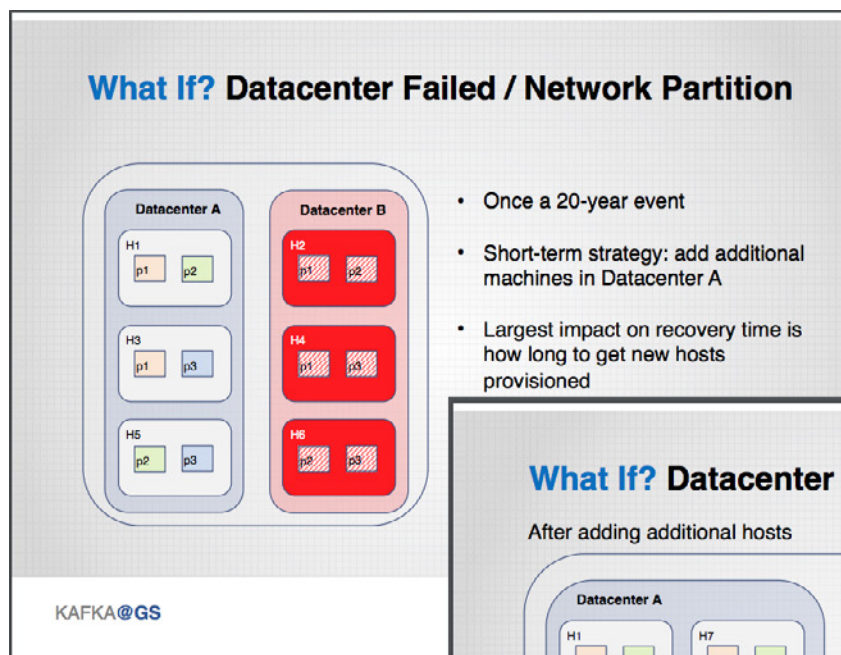 What If? Datacenter Failed / Network Partition
Datacenter A
Datacenter B
H1
p1 p2
H2
p1 p2
H3
p1 p3
H4
p1 p3
H5
p2 p3
H6
p2 p3
• Once a 20-year event
• Short-term strategy: add additional
machines in Datacenter A
• Largest impact on recovery time is
how long to get new hosts
provisioned
KAFKA@GS
What If? Datacenter
After adding additional hosts
Datacenter A
H1
H7